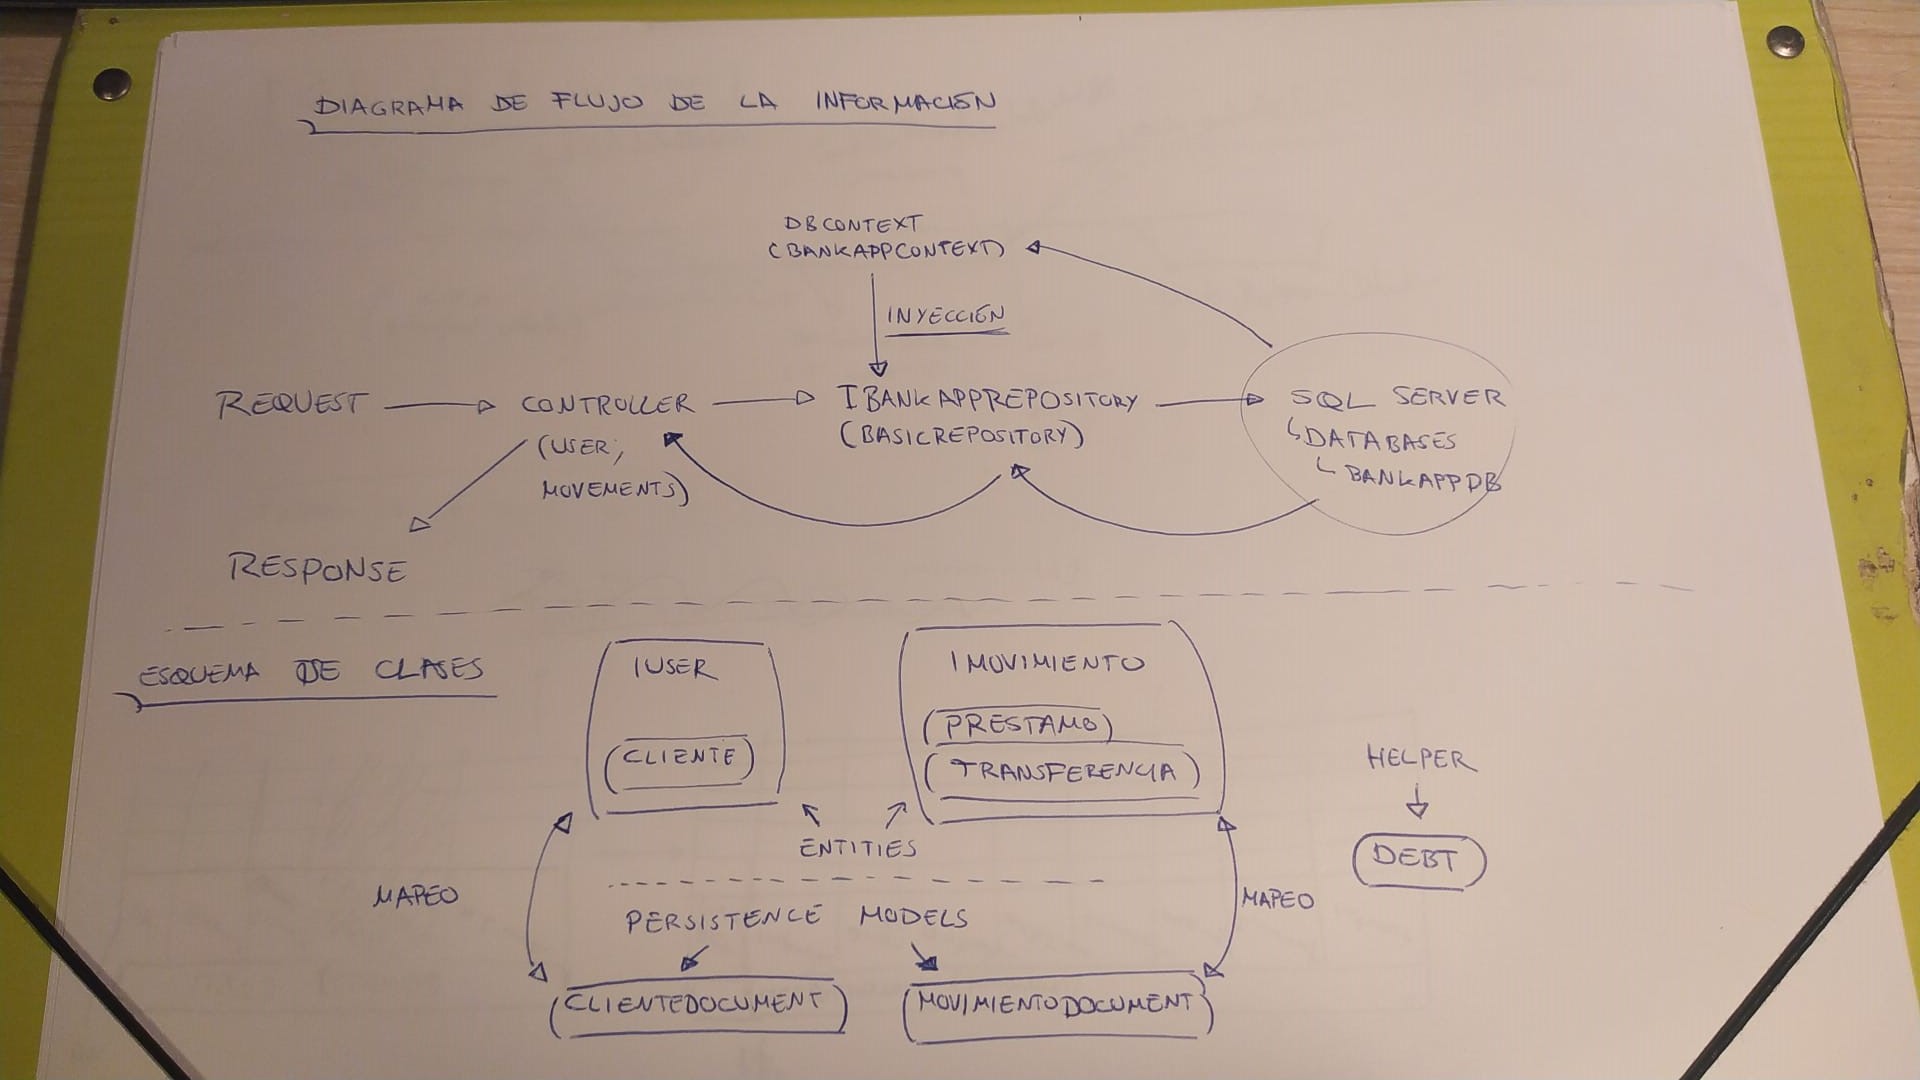 DIAGRAMA DE FLUJO DE LA INFORMACIÓN
DBCONTEXT
(BANKAPPCONTEXT)
INYECCIÓN
REQUEST
CONTROLLER
(USER,
MOVEMENTS)
IBANKAPPREPOSITORY
(BASICREPOSITORY)
SQL SERVER
DATABASES
BANKAPPDB
RESPONSE
ESQUEMA DE CLASES
IUSER
CLIENTE
IMOVIMIENTO
PRESTAMO
TRANSFERENCIA
HELPER
DEBT
ENTITIES
MAPEO
MAPEO
PERSISTENCE MODELS
CLIENTEDOCUMENT
MOVIMIENTODOCUMENT